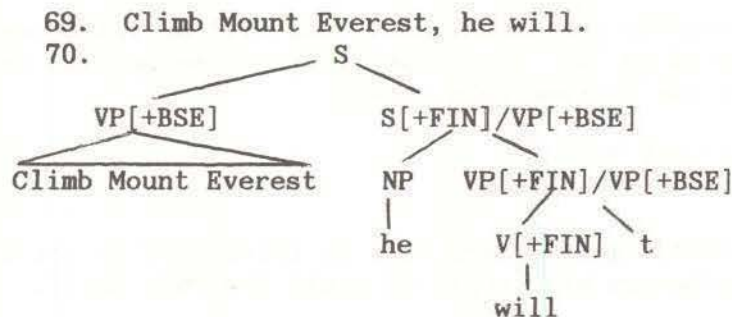 69. Climb Mount Everest, he will.
70. S
VP[+BSE] S[+FIN]/VP[+BSE]
Climb Mount Everest NP VP[+FIN]/VP[+BSE]
he V[+FIN] t
will